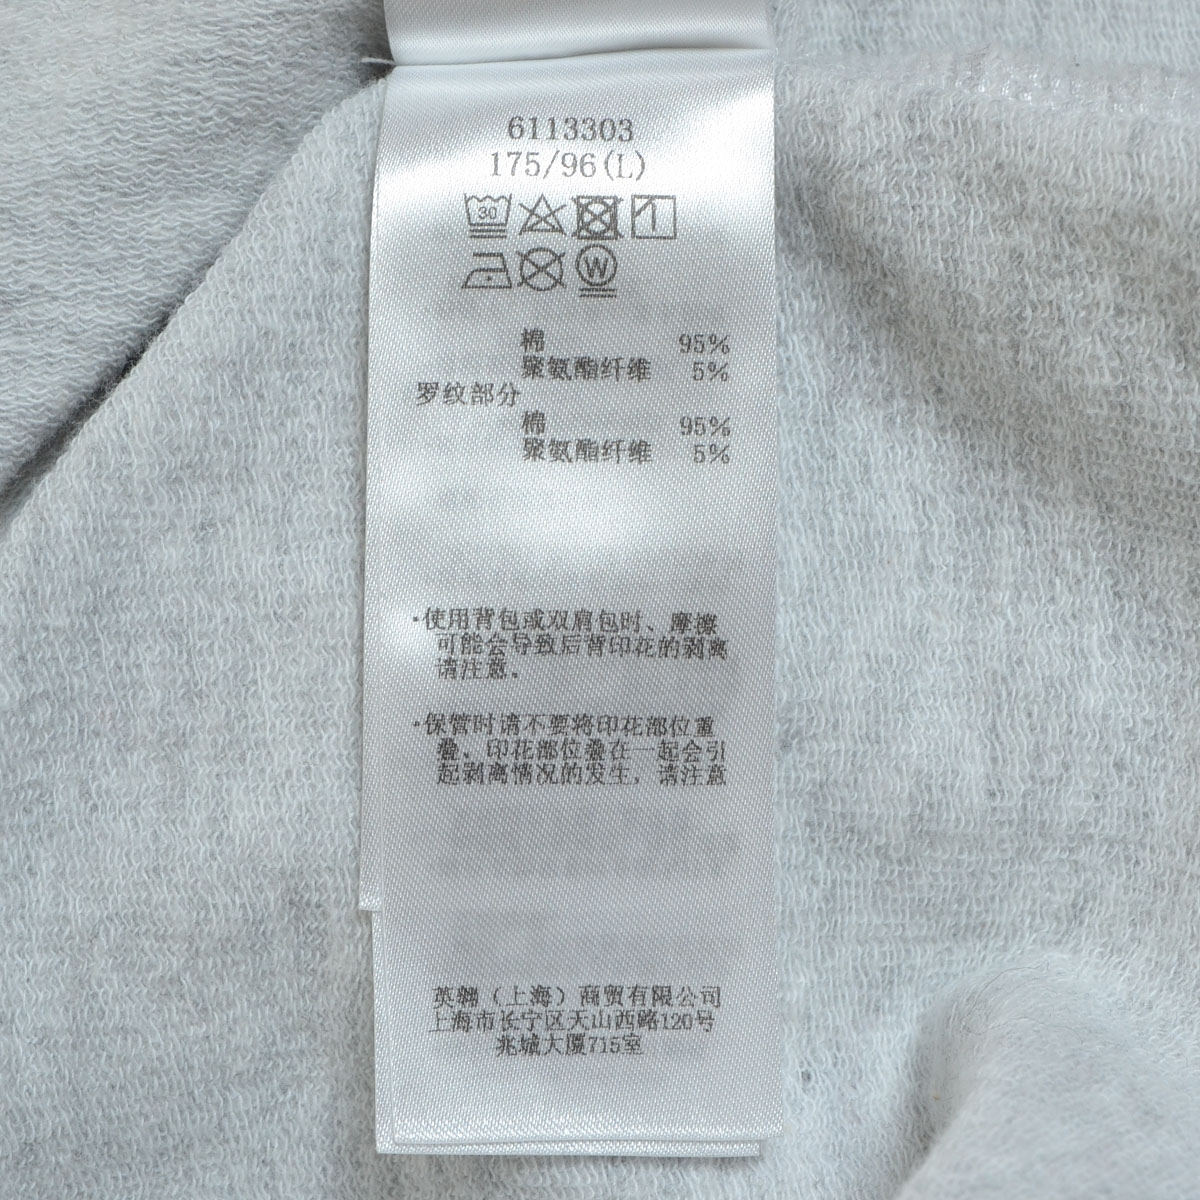 6113303
175/96(L)
30
W
棉 95%
聚氨酯纤维 5%
罗纹部分
棉 95%
聚氨酯纤维 5%
·使用背包或双肩包时、摩擦
可能会导致后背印花的剥离
请注意.
·保管时请不要将印花部位重
叠、印花部位叠在一起会引
起剥离情况的发生, 请注意
英翱（上海）商贸有限公司
上海市长宁区天山西路120号
兆城大厦715室